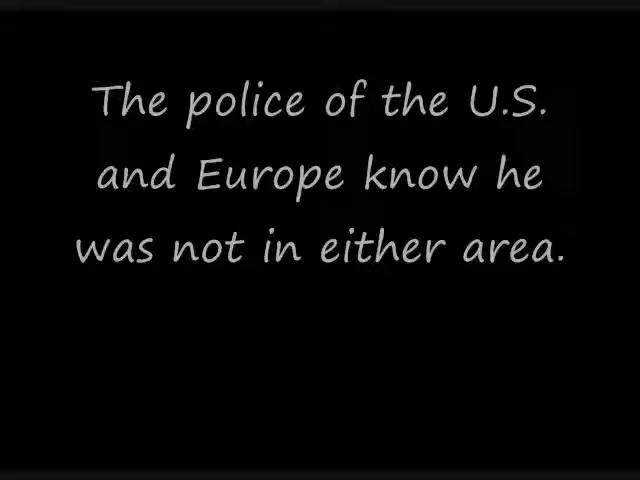 The police of the U.S.
and Europe know he
was not in either area.